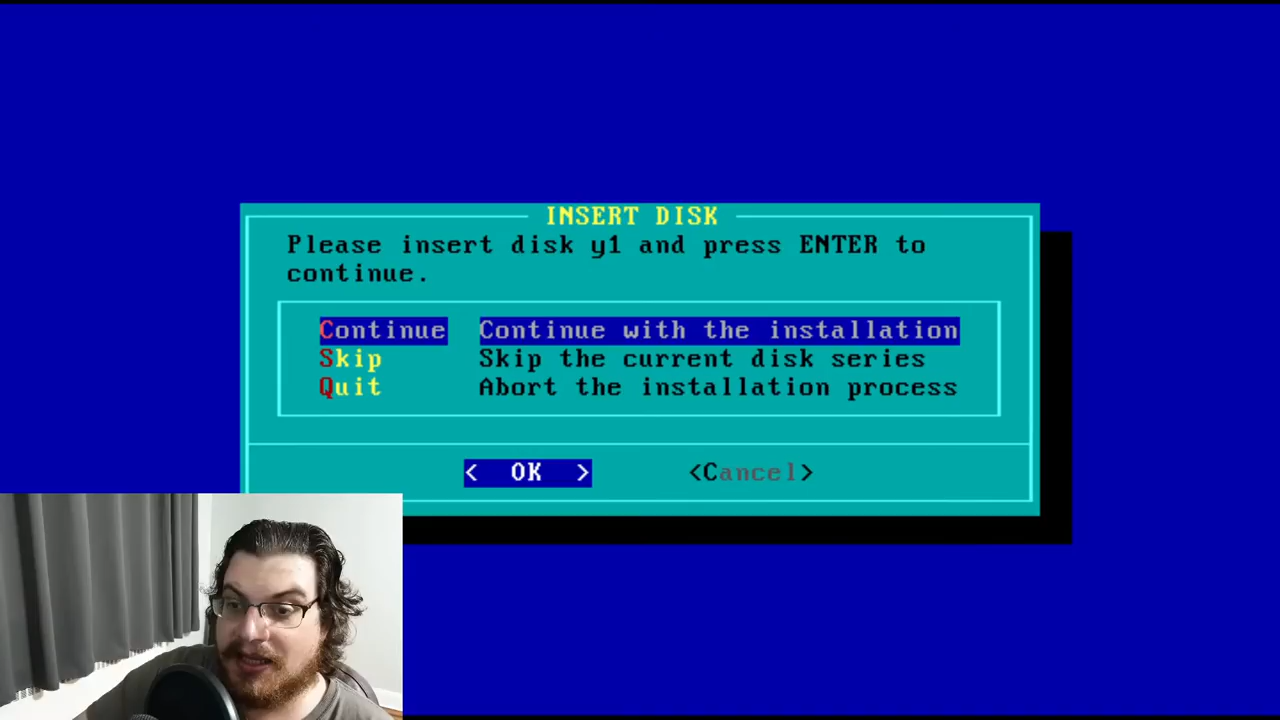 INSERT DISK
Please insert disk y1 and press ENTER to
continue.
Continue Continue with the installation
Skip Skip the current disk series
Quit Abort the installation process
< OK > <Cancel>